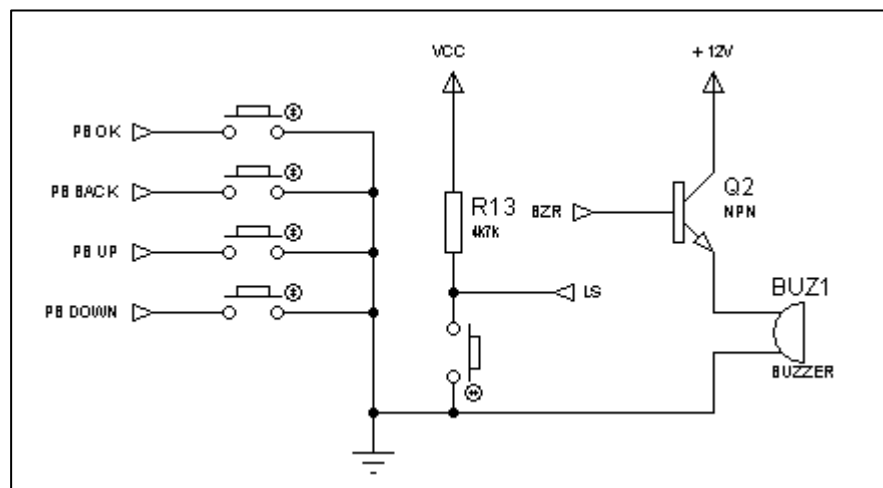 VCC
+12V
PB OK
PB BACK
PB UP
PB DOWN
R13
4k7k
BZR
LS
Q2
NPN
BUZ1
BUZZER